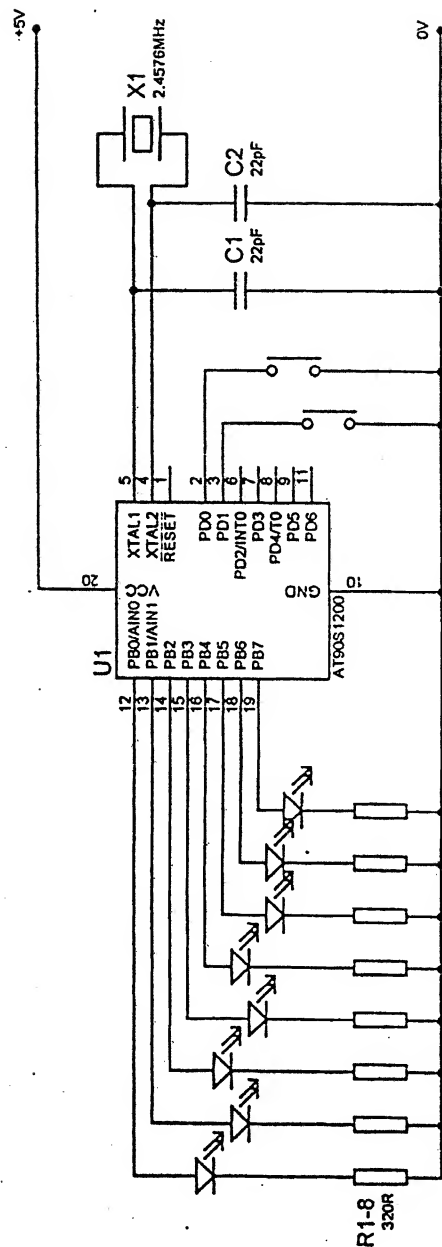 +5V
0V
X1
2.4576MHz
C1
22pF
C2
22pF
U1
20
VCC
5
XTAL1
4
XTAL2
1
RESET
2
PD0
3
PD1
6
PD2/INT0
7
PD3
8
PD4/T0
9
PD5
11
PD6
12
PB0/AIN0
13
PB1/AIN1
14
PB2
15
PB3
16
PB4
17
PB5
18
PB6
19
PB7
GND
10
AT90S1200
R1-8
320R